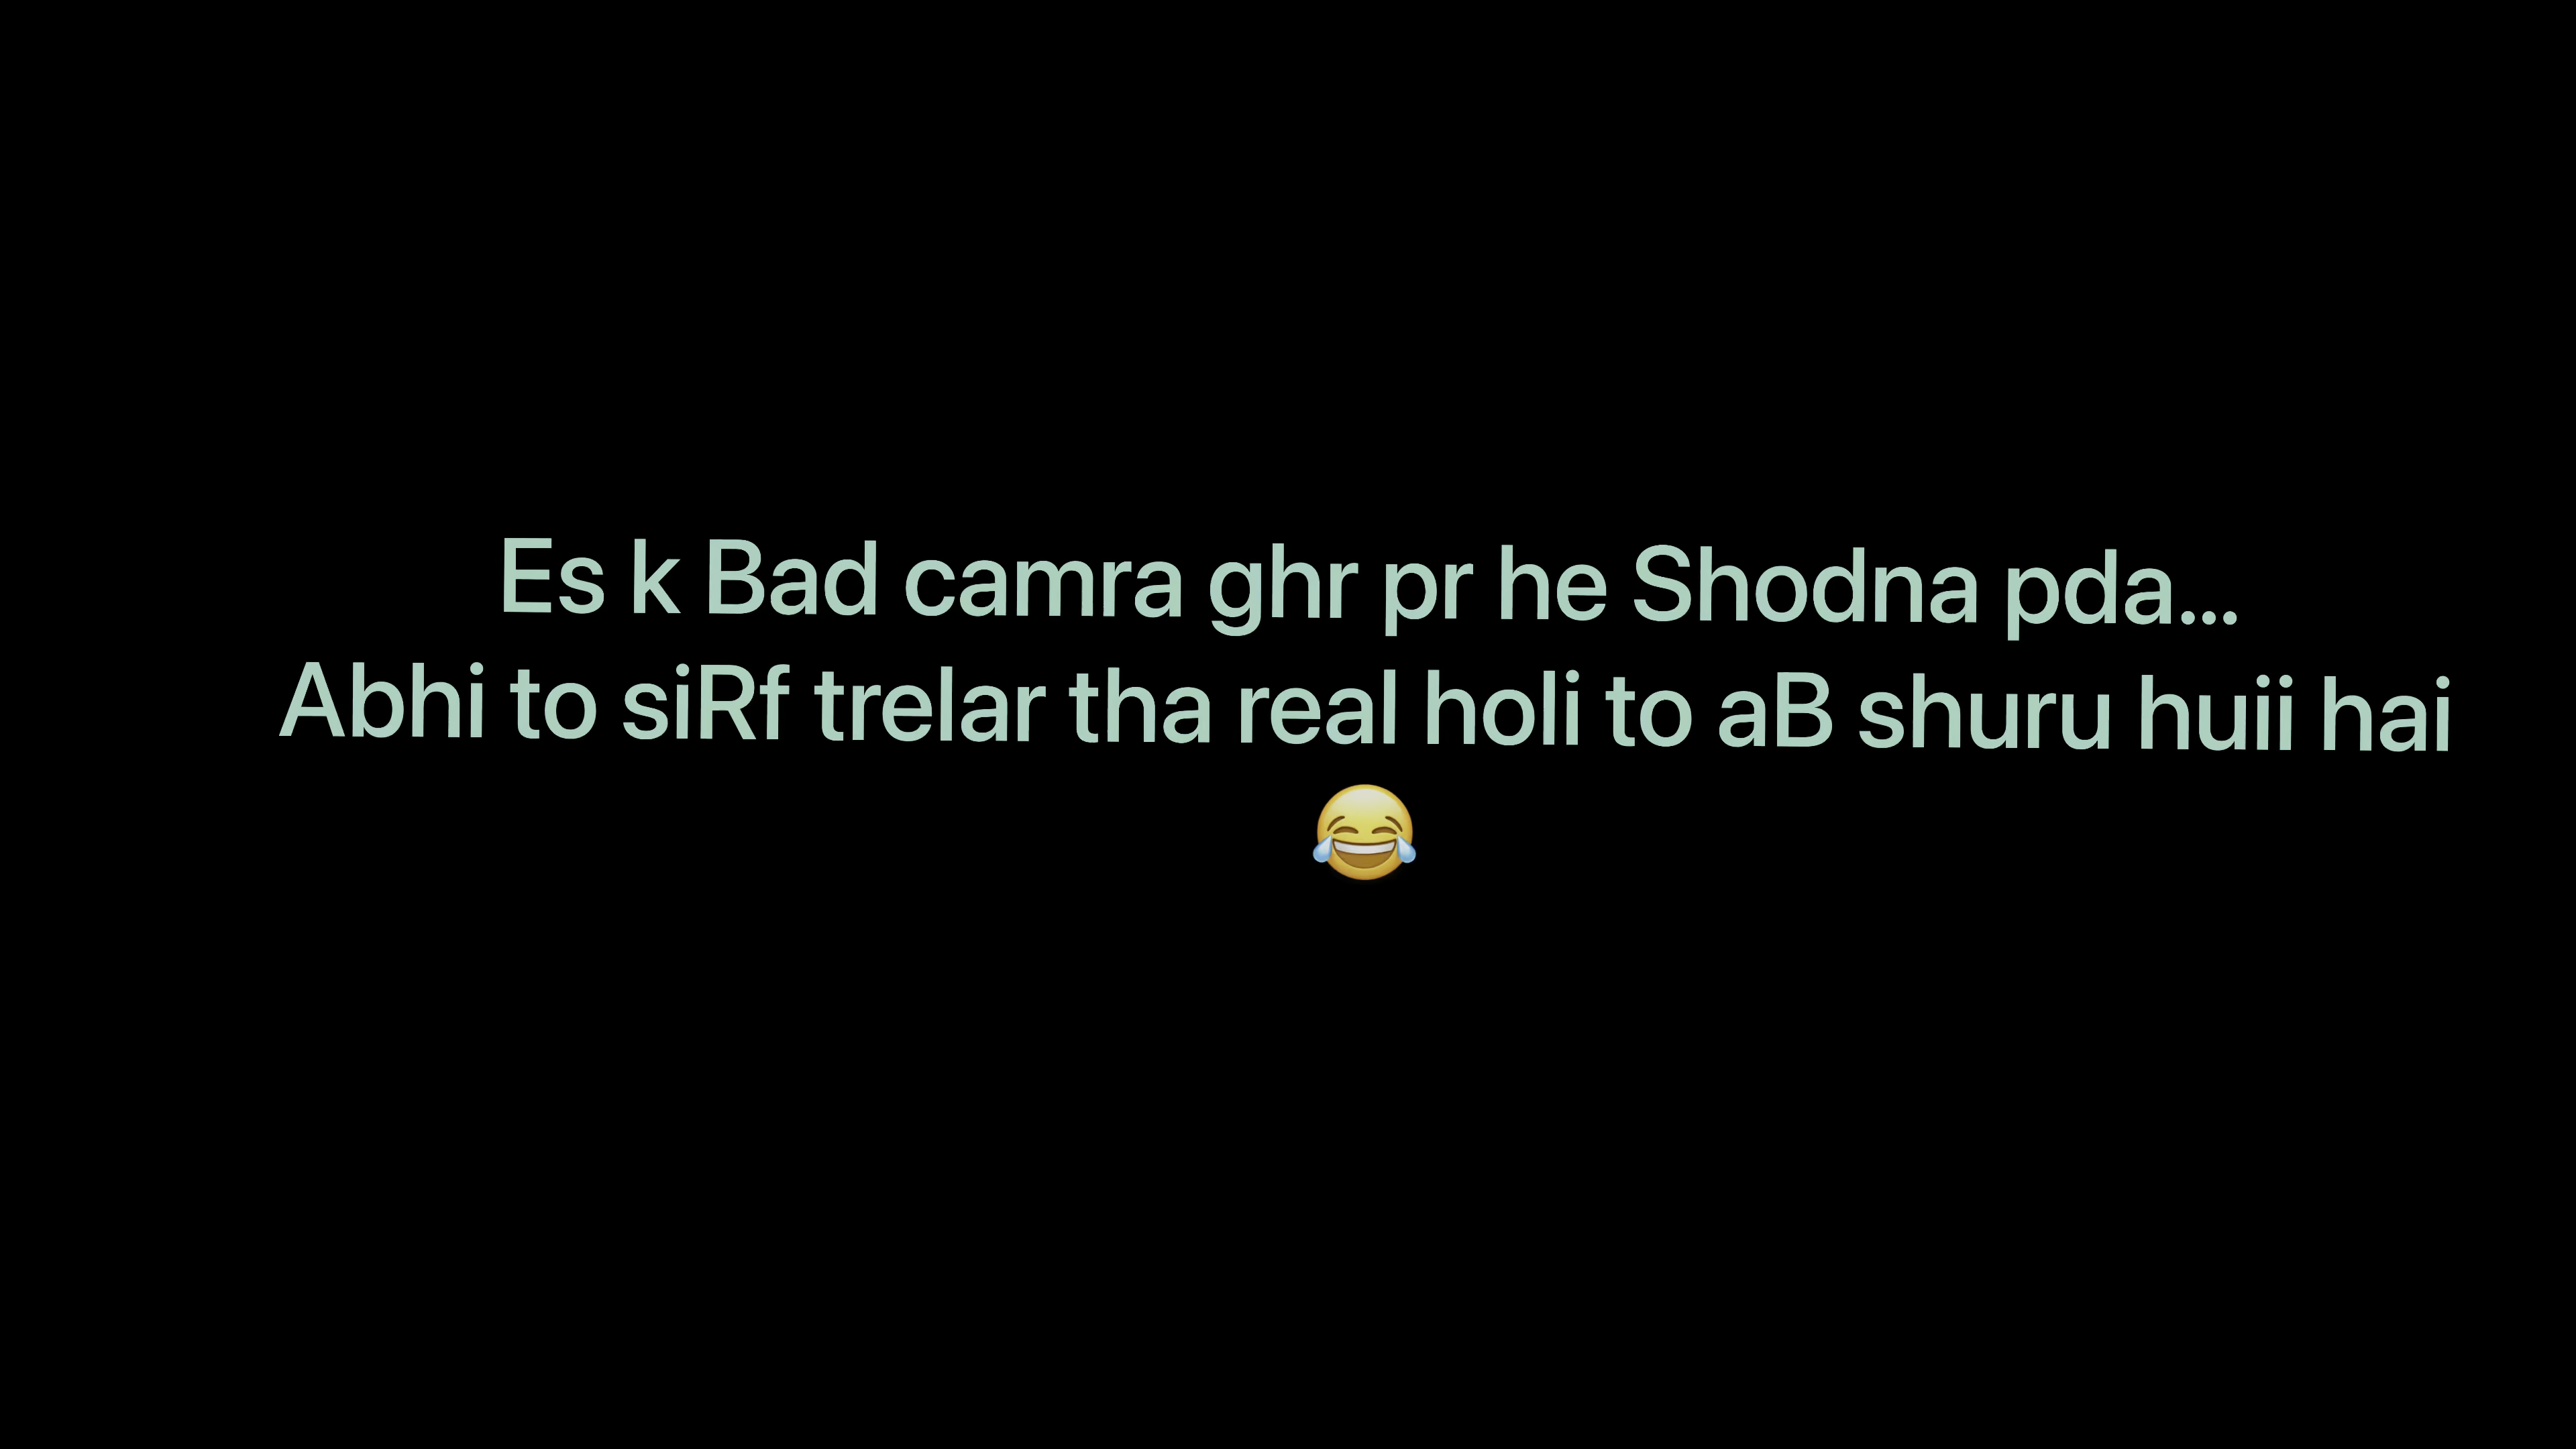 Es k Bad camra ghr pr he Shodna pda...
Abhi to siRf trelar tha real holi to aB shuru huii hai
😂